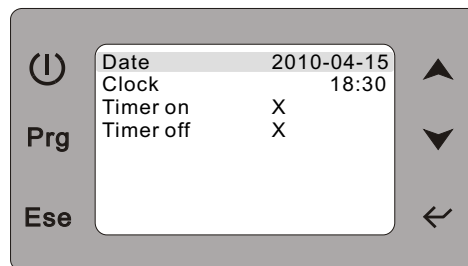 Date 2010-04-15
Clock 18:30
Timer on X
Timer off X
Prg
Ese